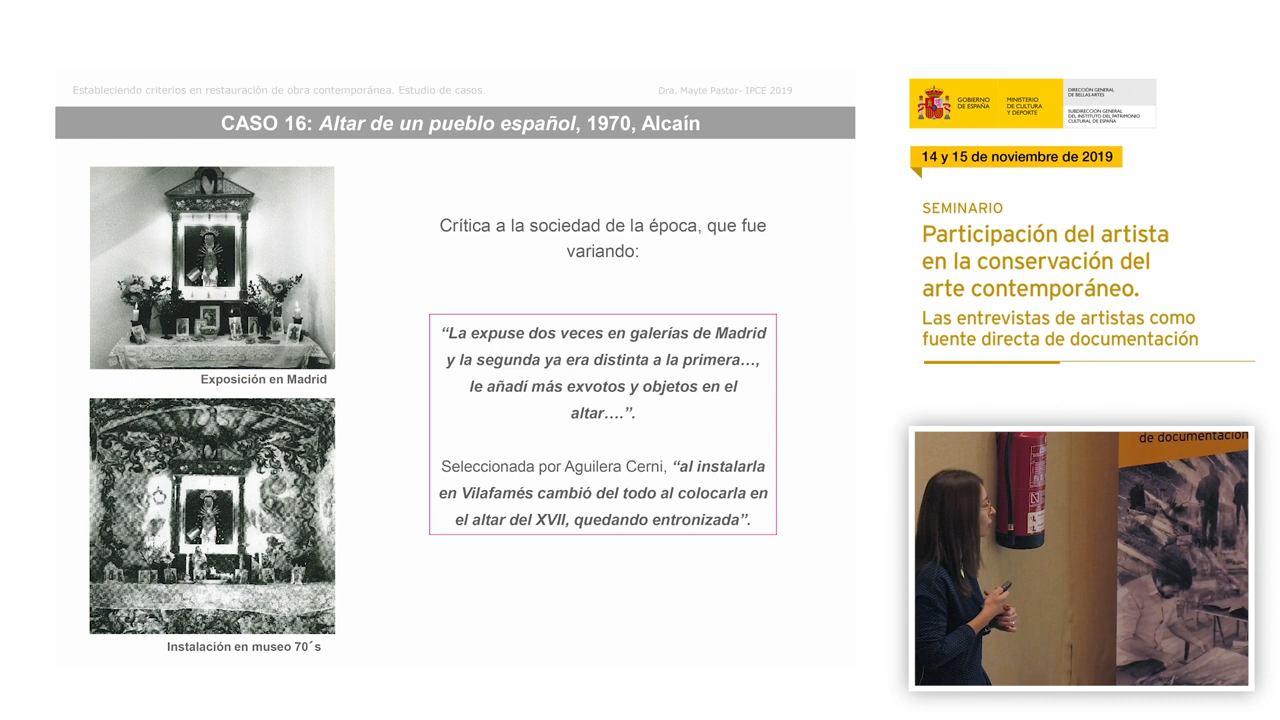 Estableciendo criterios en restauración de obra contemporánea. Estudio de casos.
Dra. Mayte Pastor- IPCE 2019
CASO 16: Altar de un pueblo español, 1970, Alcaín
Exposición en Madrid
Instalación en museo 70´s
Crítica a la sociedad de la época, que fue
variando:
“La expuse dos veces en galerías de Madrid
y la segunda ya era distinta a la primera…,
le añadí más exvotos y objetos en el
altar….”.
Seleccionada por Aguilera Cerni, “al instalarla
en Vilafamés cambió del todo al colocarla en
el altar del XVII, quedando entronizada”.
GOBIERNO
DE ESPAÑA
MINISTERIO
DE CULTURA
Y DEPORTE
DIRECCIÓN GENERAL
DE BELLAS ARTES
SUBDIRECCIÓN GENERAL
DEL INSTITUTO DEL PATRIMONIO
CULTURAL DE ESPAÑA
14 y 15 de noviembre de 2019
SEMINARIO
Participación del artista
en la conservación del
arte contemporáneo.
Las entrevistas de artistas como
fuente directa de documentación
de documentación